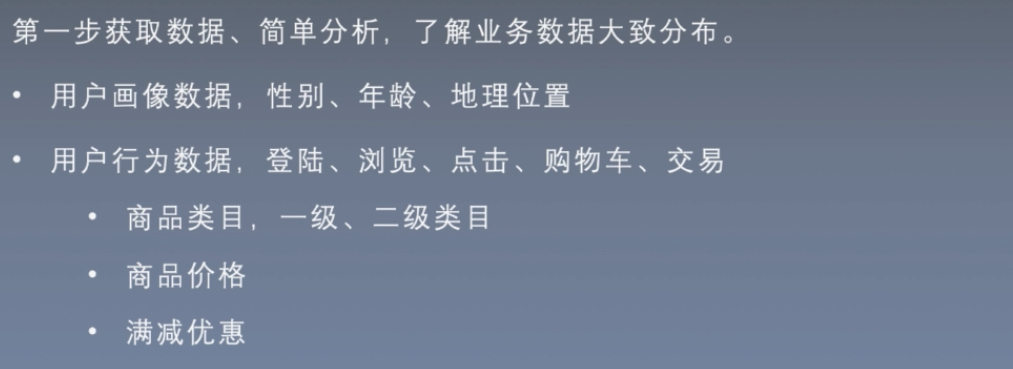 第一步获取数据、简单分析，了解业务数据大致分布。
• 用户画像数据，性别、年龄、地理位置
• 用户行为数据，登陆、浏览、点击、购物车、交易
• 商品类目，一级、二级类目
• 商品价格
• 满减优惠